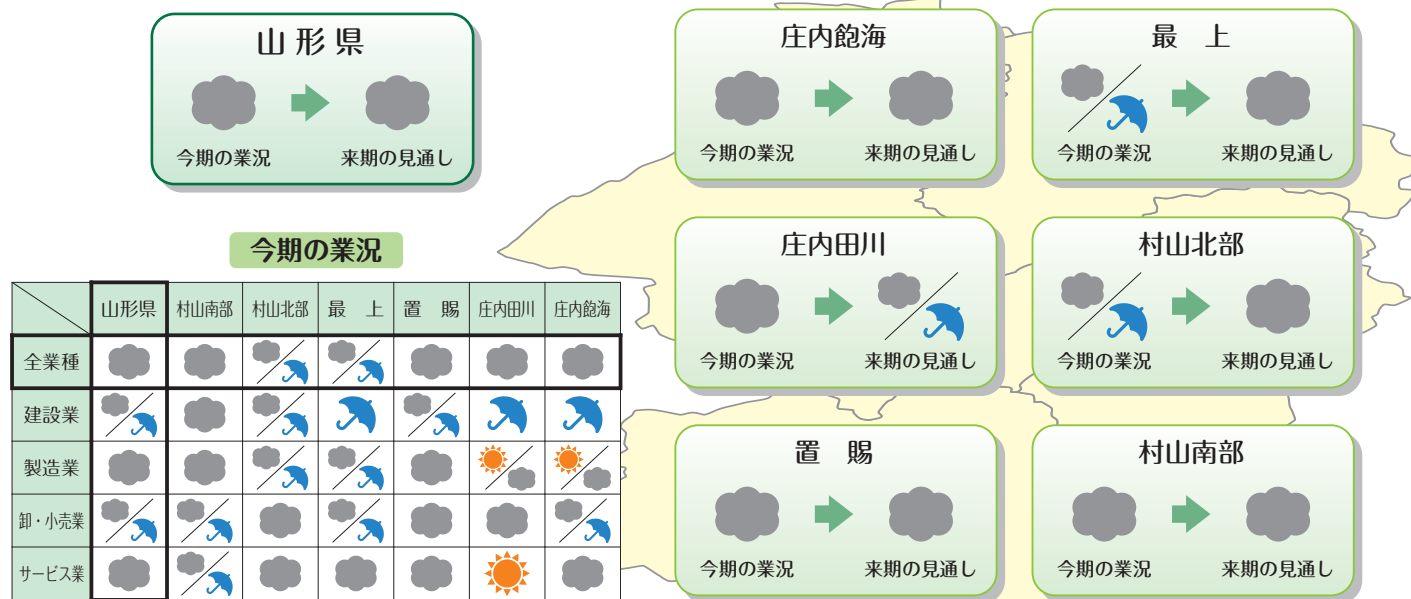 山形県
今期の業況 来期の見通し
庄内飽海
今期の業況 来期の見通し
最 上
今期の業況 来期の見通し
庄内田川
今期の業況 来期の見通し
村山北部
今期の業況 来期の見通し
置 賜
今期の業況 来期の見通し
村山南部
今期の業況 来期の見通し
今期の業況
山形県 村山南部 村山北部 最 上 置 賜 庄内田川 庄内飽海
全業種
建設業
製造業
卸・小売業
サービス業